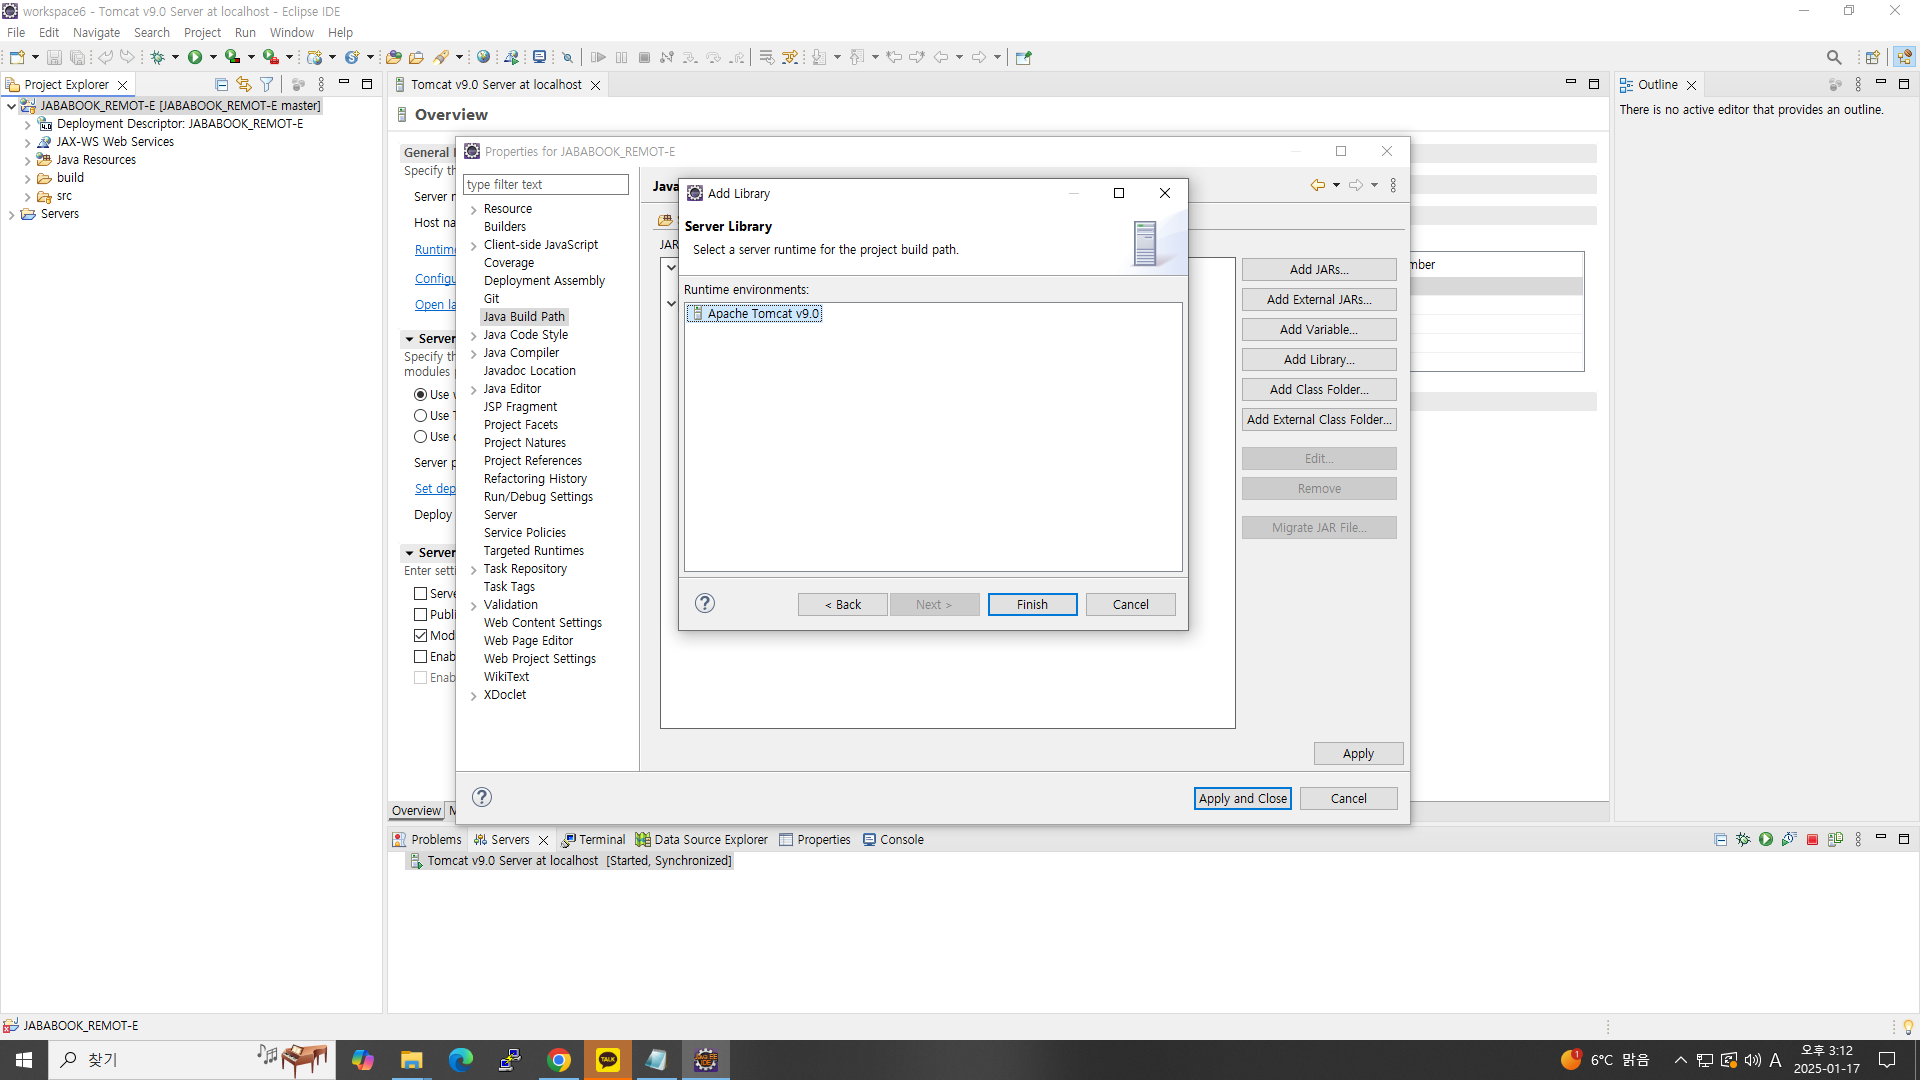 workspace6 - Tomcat v9.0 Server at localhost - Eclipse IDE
File Edit Navigate Search Project Run Window Help
Project Explorer
JABABOOK_REMOT-E [JABABOOK_REMOT-E master]
Deployment Descriptor: JABABOOK_REMOT-E
JAX-WS Web Services
Java Resources
build
src
Servers
Tomcat v9.0 Server at localhost
Overview
General
Specify th
Server
Host na
Runtime
Configu
Open la
Server
Specify th
modules
Use
Use
Use
Server p
Set dep
Deploy
Server
Enter setti
Serve
Publi
Mod
Enab
Enab
Overview
mber
Properties for JABABOOK_REMOT-E
type filter text
Resource
Builders
Client-side JavaScript
Coverage
Deployment Assembly
Git
Java Build Path
Java Code Style
Java Compiler
Javadoc Location
Java Editor
JSP Fragment
Project Facets
Project Natures
Project References
Refactoring History
Run/Debug Settings
Server
Service Policies
Targeted Runtimes
Task Repository
Task Tags
Validation
Web Content Settings
Web Page Editor
Web Project Settings
WikiText
XDoclet
Java
JAR
Add JARs...
Add External JARs...
Add Variable...
Add Library...
Add Class Folder...
Add External Class Folder...
Edit...
Remove
Migrate JAR File...
Apply
Apply and Close Cancel
Add Library
Server Library
Select a server runtime for the project build path.
Runtime environments:
Apache Tomcat v9.0
< Back Next > Finish Cancel
Outline
There is no active editor that provides an outline.
Problems Servers Terminal Data Source Explorer Properties Console
Tomcat v9.0 Server at localhost [Started, Synchronized]
JABABOOK_REMOT-E
찾기
TALK
1
6°C 맑음
A
오후 3:12
2025-01-17